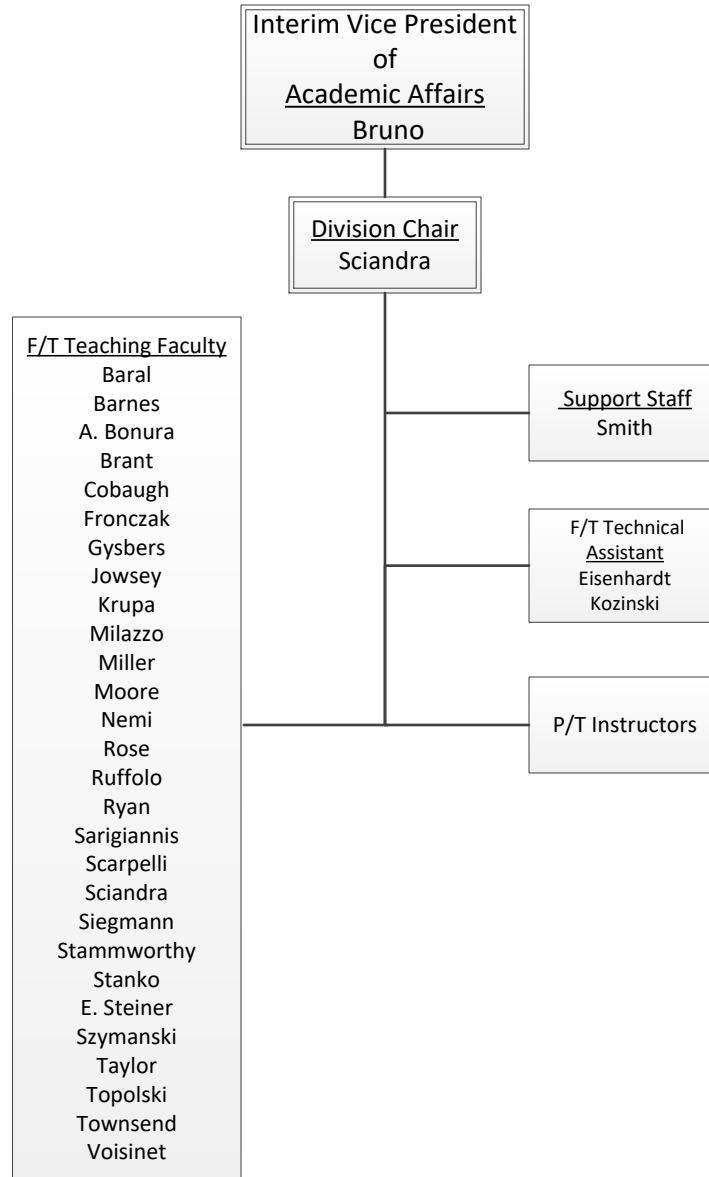 Interim Vice President
of
Academic Affairs
Bruno
Division Chair
Sciandra
F/T Teaching Faculty
Baral
Barnes
A. Bonura
Brant
Cobaugh
Fronczak
Gysbers
Jowsey
Krupa
Milazzo
Miller
Moore
Nemi
Rose
Ruffolo
Ryan
Sarigiannis
Scarpelli
Sciandra
Siegmann
Stammworthy
Stanko
E. Steiner
Szymanski
Taylor
Topolski
Townsend
Voisinet
Support Staff
Smith
F/T Technical
Assistant
Eisenhardt
Kozinski
P/T Instructors